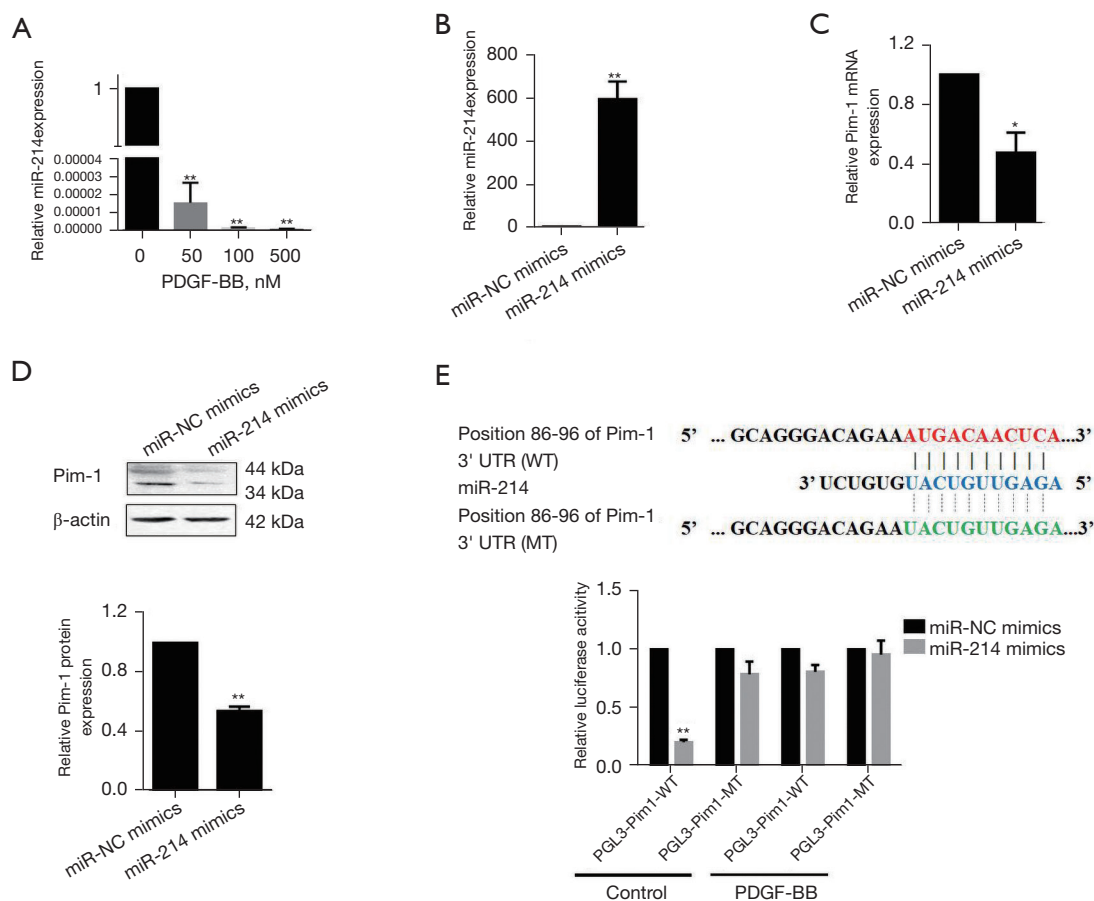 A
Relative miR-214expression
1
0.00004
0.00003
0.00002
0.00001
0.00000
**
**
**
0
50
100
500
PDGF-BB, nM
B
Relative miR-214expression
800
600
400
200
0
**
miR-NC mimics
miR-214 mimics
C
Relative Pim-1 mRNA
expression
1.2
0.8
0.4
0.0
*
miR-NC mimics
miR-214 mimics
D
miR-NC mimics
miR-214 mimics
Pim-1
44 kDa
34 kDa
β-actin
42 kDa
Relative Pim-1 protein
expression
1.2
0.8
0.4
0.0
**
miR-NC mimics
miR-214 mimics
E
Position 86-96 of Pim-1 5’ ... GCAGGGACAGAAAUGACAACUCA...3’
3’ UTR (WT)
miR-214 3’ UCUGUGUACUGUUGAGA 5’
Position 86-96 of Pim-1 5’ ... GCAGGGACAGAAUACUGUUGAGA...3’
3’ UTR (MT)
Relative luciferase acitivity
1.5
1.0
0.5
0.0
**
miR-NC mimics
miR-214 mimics
PGL3-Pim1-WT
PGL3-Pim1-MT
PGL3-Pim1-WT
PGL3-Pim1-MT
Control
PDGF-BB